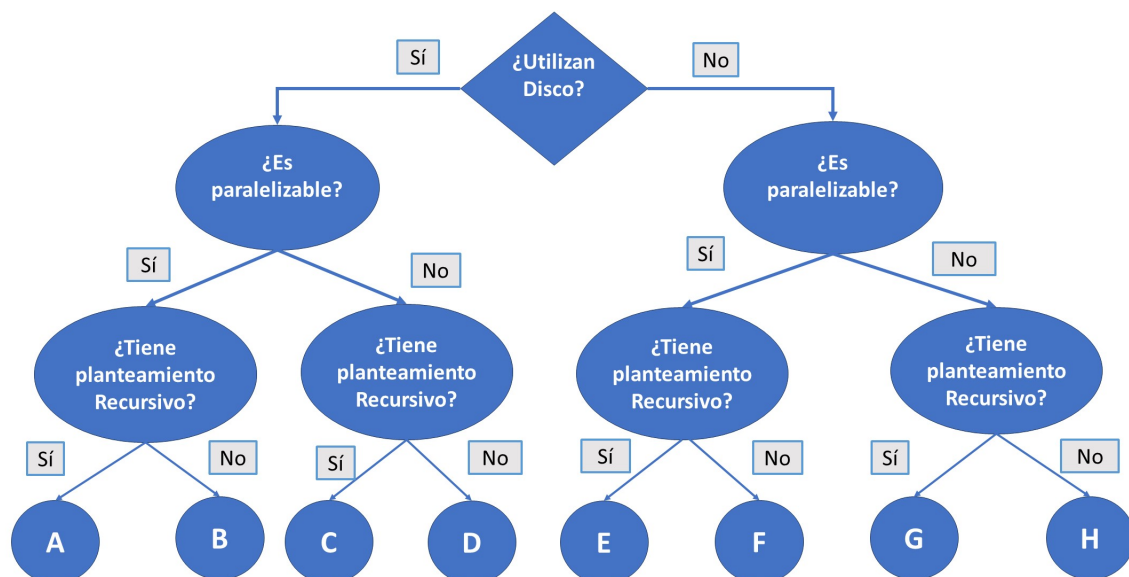 ¿Utilizan
Disco?
Sí
No
¿Es
paralelizable?
¿Es
paralelizable?
Sí
No
Sí
No
¿Tiene
planteamiento
Recursivo?
¿Tiene
planteamiento
Recursivo?
¿Tiene
planteamiento
Recursivo?
¿Tiene
planteamiento
Recursivo?
Sí
No
Sí
No
Sí
No
Sí
No
A
B
C
D
E
F
G
H